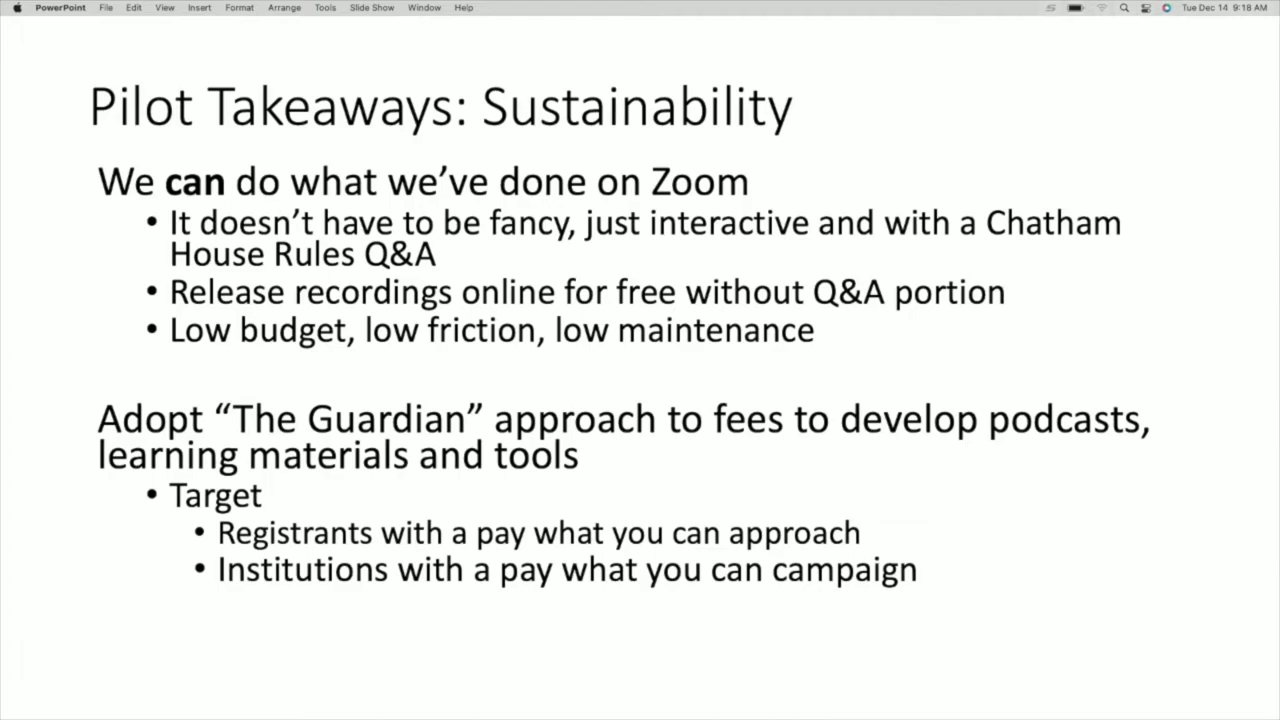 PowerPoint File Edit View Insert Format Arrange Tools Slide Show Window Help Tue Dec 14 9:18 AM
Pilot Takeaways: Sustainability
We can do what we’ve done on Zoom
• It doesn’t have to be fancy, just interactive and with a Chatham
House Rules Q&A
• Release recordings online for free without Q&A portion
• Low budget, low friction, low maintenance
Adopt “The Guardian” approach to fees to develop podcasts,
learning materials and tools
• Target
• Registrants with a pay what you can approach
• Institutions with a pay what you can campaign